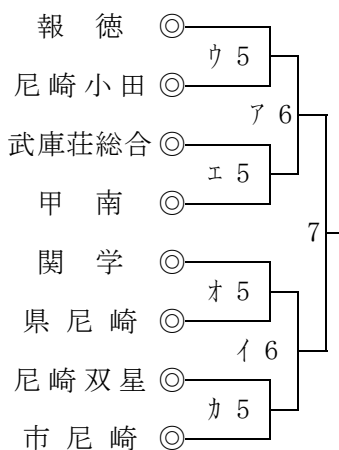 報徳 ◎
ウ 5
尼崎小田 ◎
ア 6
武庫荘総合 ◎
エ 5
甲南 ◎
7
関学 ◎
オ 5
県尼崎 ◎
イ 6
尼崎双星 ◎
カ 5
市尼崎 ◎